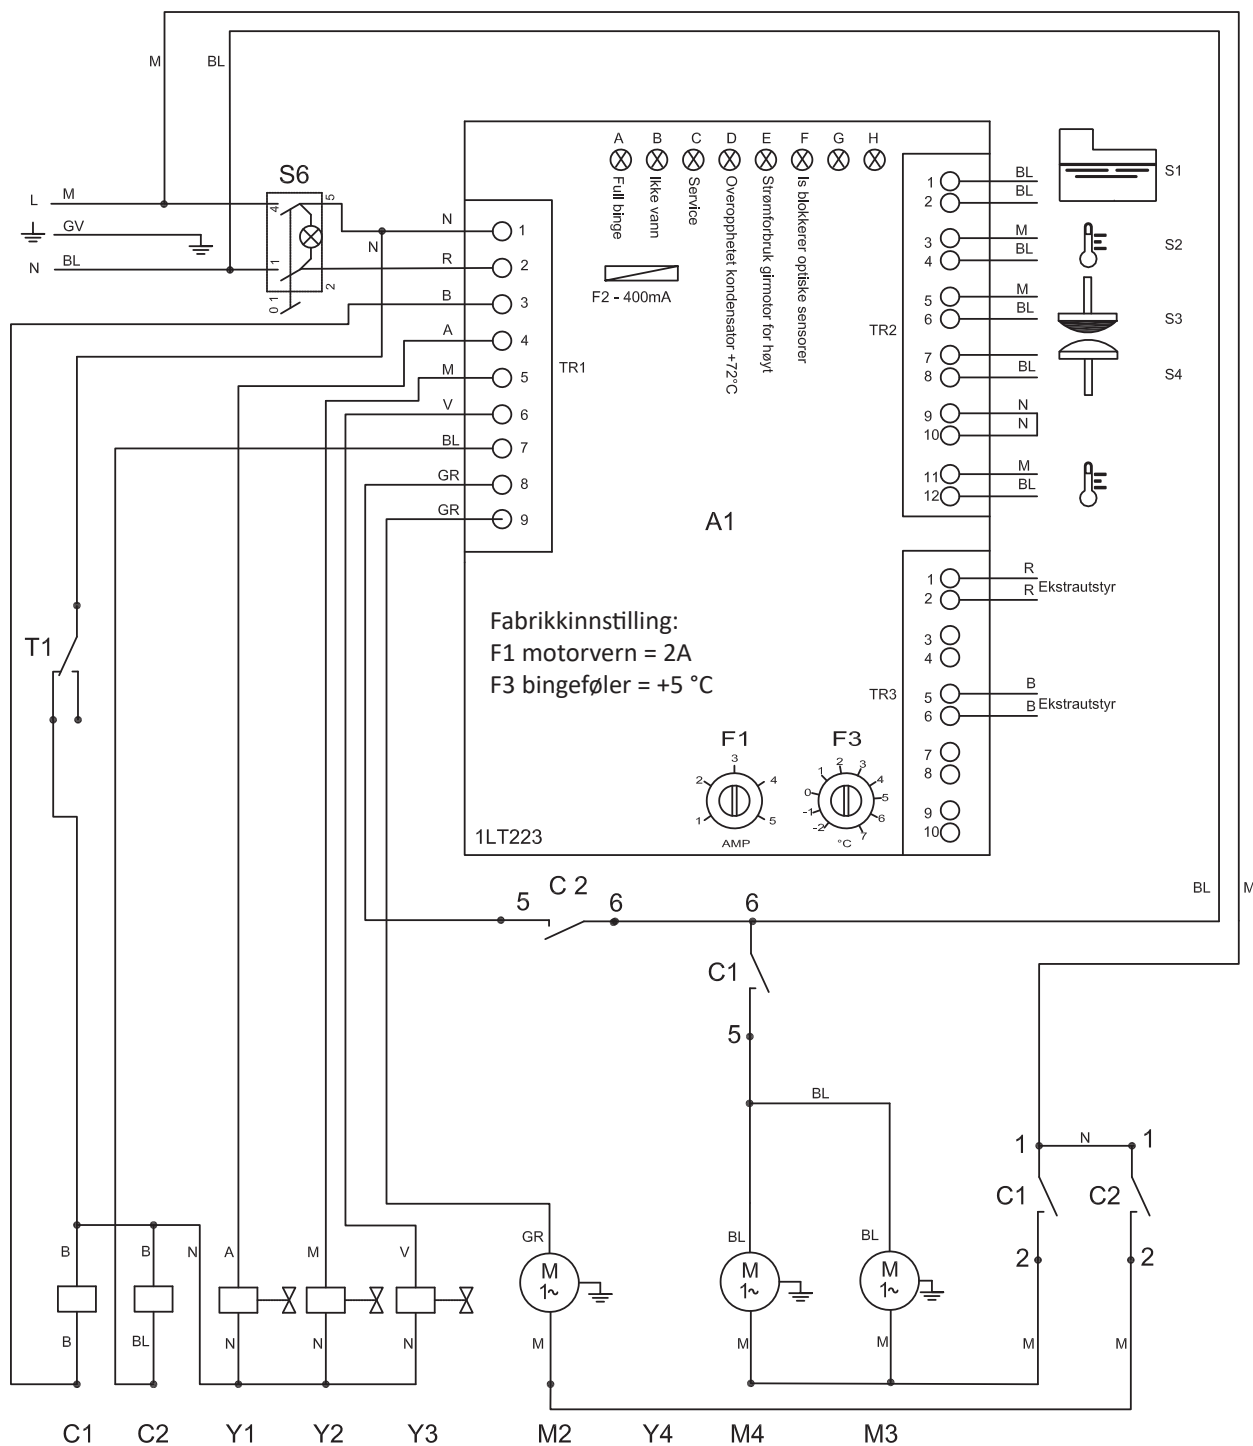 M
BL
S6
L
M
GV
N
BL
4
5
1
2
0 1
A
B
C
D
E
F
G
H
Full binge
Ikke vann
Service
Overopphetet kondensator +72°C
Strømforbruk girmotor for høyt
Is blokkerer optiske sensorer
F2 - 400mA
N
N
R
B
A
M
V
BL
GR
GR
1
2
3
4
5
6
7
8
9
TR1
TR2
1
2
3
4
5
6
7
8
9
10
11
12
BL
BL
M
BL
M
BL
BL
N
N
M
BL
S1
S2
S3
S4
A1
T1
Fabrikkinnstilling:
F1 motorvern = 2A
F3 bingeføler = +5 °C
TR3
1
2
3
4
5
6
7
8
9
10
R
R
Ekstrautstyr
B
B
Ekstrautstyr
F1
1
2
3
4
5
AMP
F3
-2
-1
0
1
2
3
4
5
6
7
°C
1LT223
BL
M
5
C 2
6
6
C1
5
BL
1
N
1
C1
C2
2
2
B
B
N
A
M
V
GR
BL
BL
M
1~
M
1~
M
1~
B
BL
N
N
N
M
M
M
M
M
C1
C2
Y1
Y2
Y3
M2
Y4
M4
M3